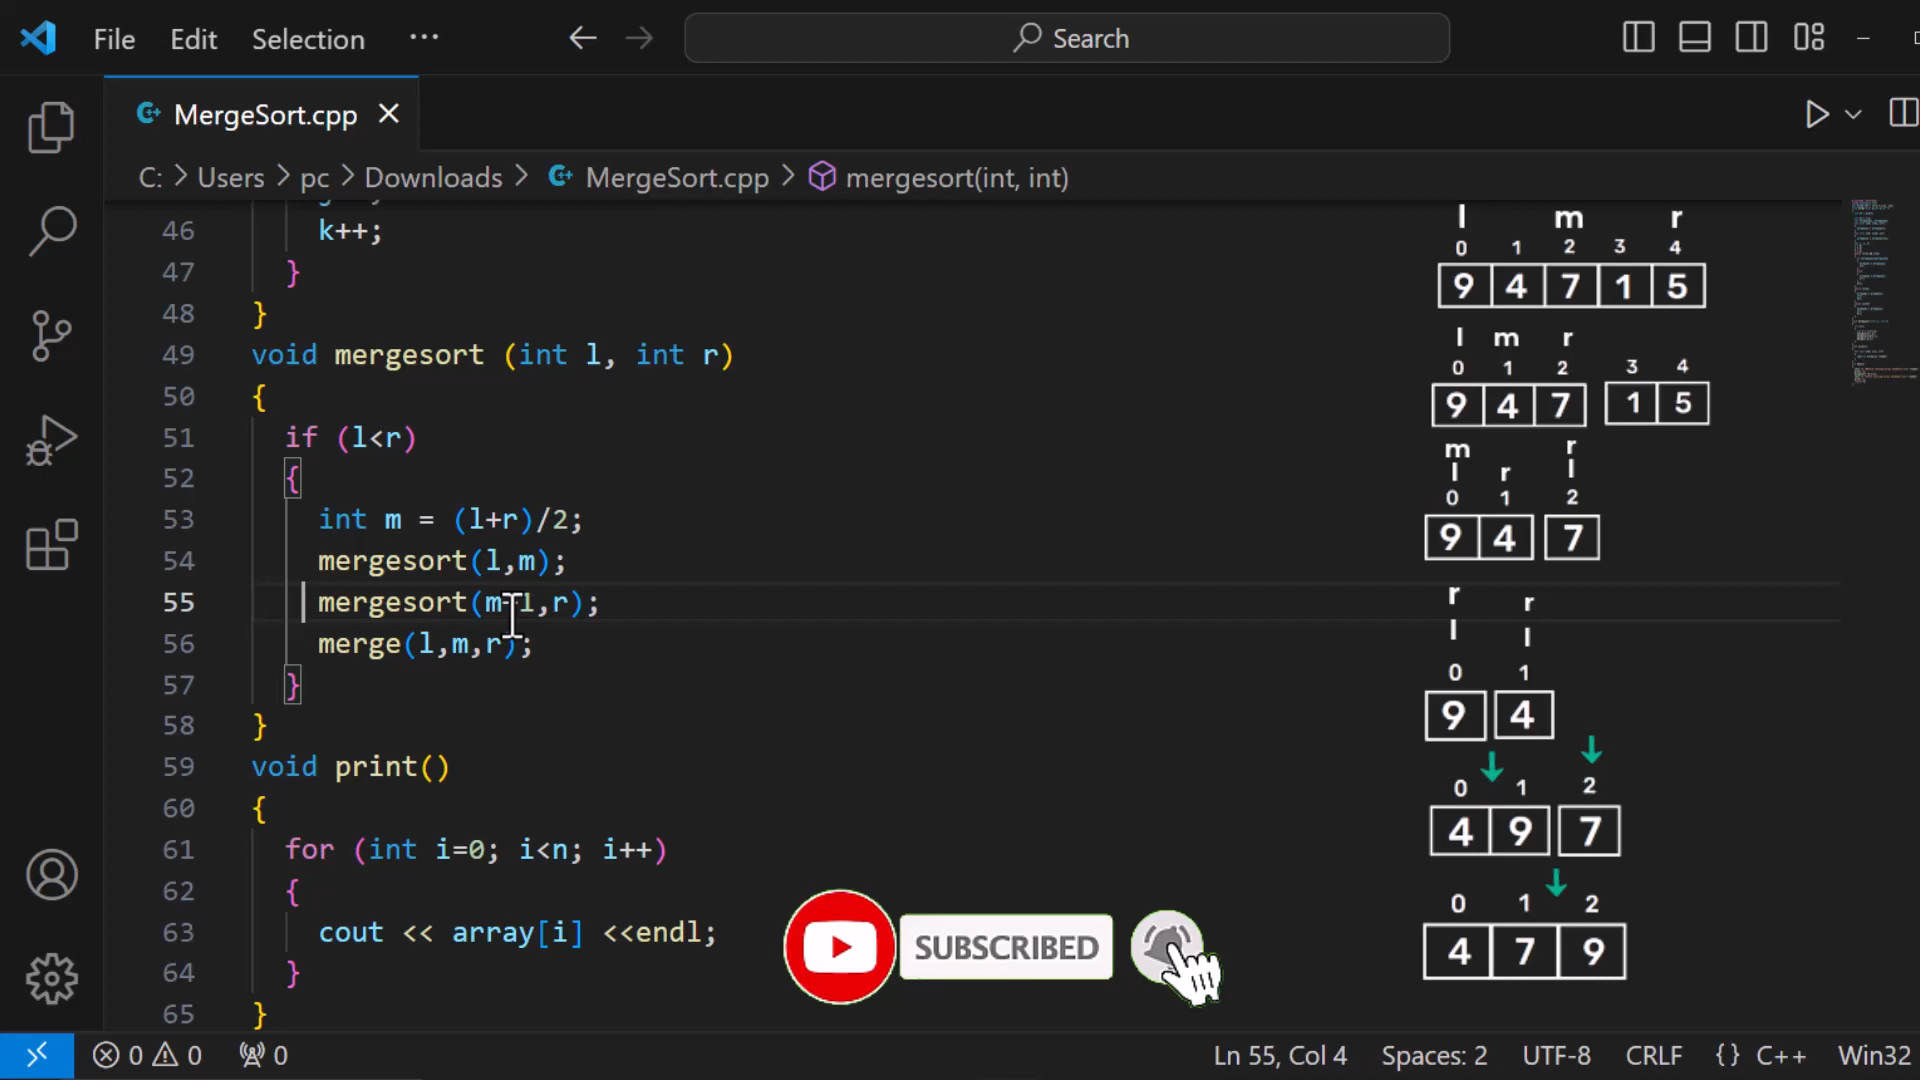 File Edit Selection ··· Search
MergeSort.cpp
C: > Users > pc > Downloads > MergeSort.cpp > mergesort(int, int)
46 k++;
47 }
48 }
49 void mergesort (int l, int r)
50 {
51 if (l<r)
52 {
53 int m = (l+r)/2;
54 mergesort(l,m);
55 mergesort(m+1,r);
56 merge(l,m,r);
57 }
58 }
59 void print()
60 {
61 for (int i=0; i<n; i++)
62 {
63 cout << array[i] <<endl;
64 }
65 }
l m r
0 1 2 3 4
9 4 7 1 5
l m r
0 1 2 3 4
9 4 7 1 5
m r
l r l
0 1 2
9 4 7
r r
l l
0 1
9 4
0 1 2
4 9 7
0 1 2
4 7 9
SUBSCRIBED
0 0 0 Ln 55, Col 4 Spaces: 2 UTF-8 CRLF {} C++ Win32